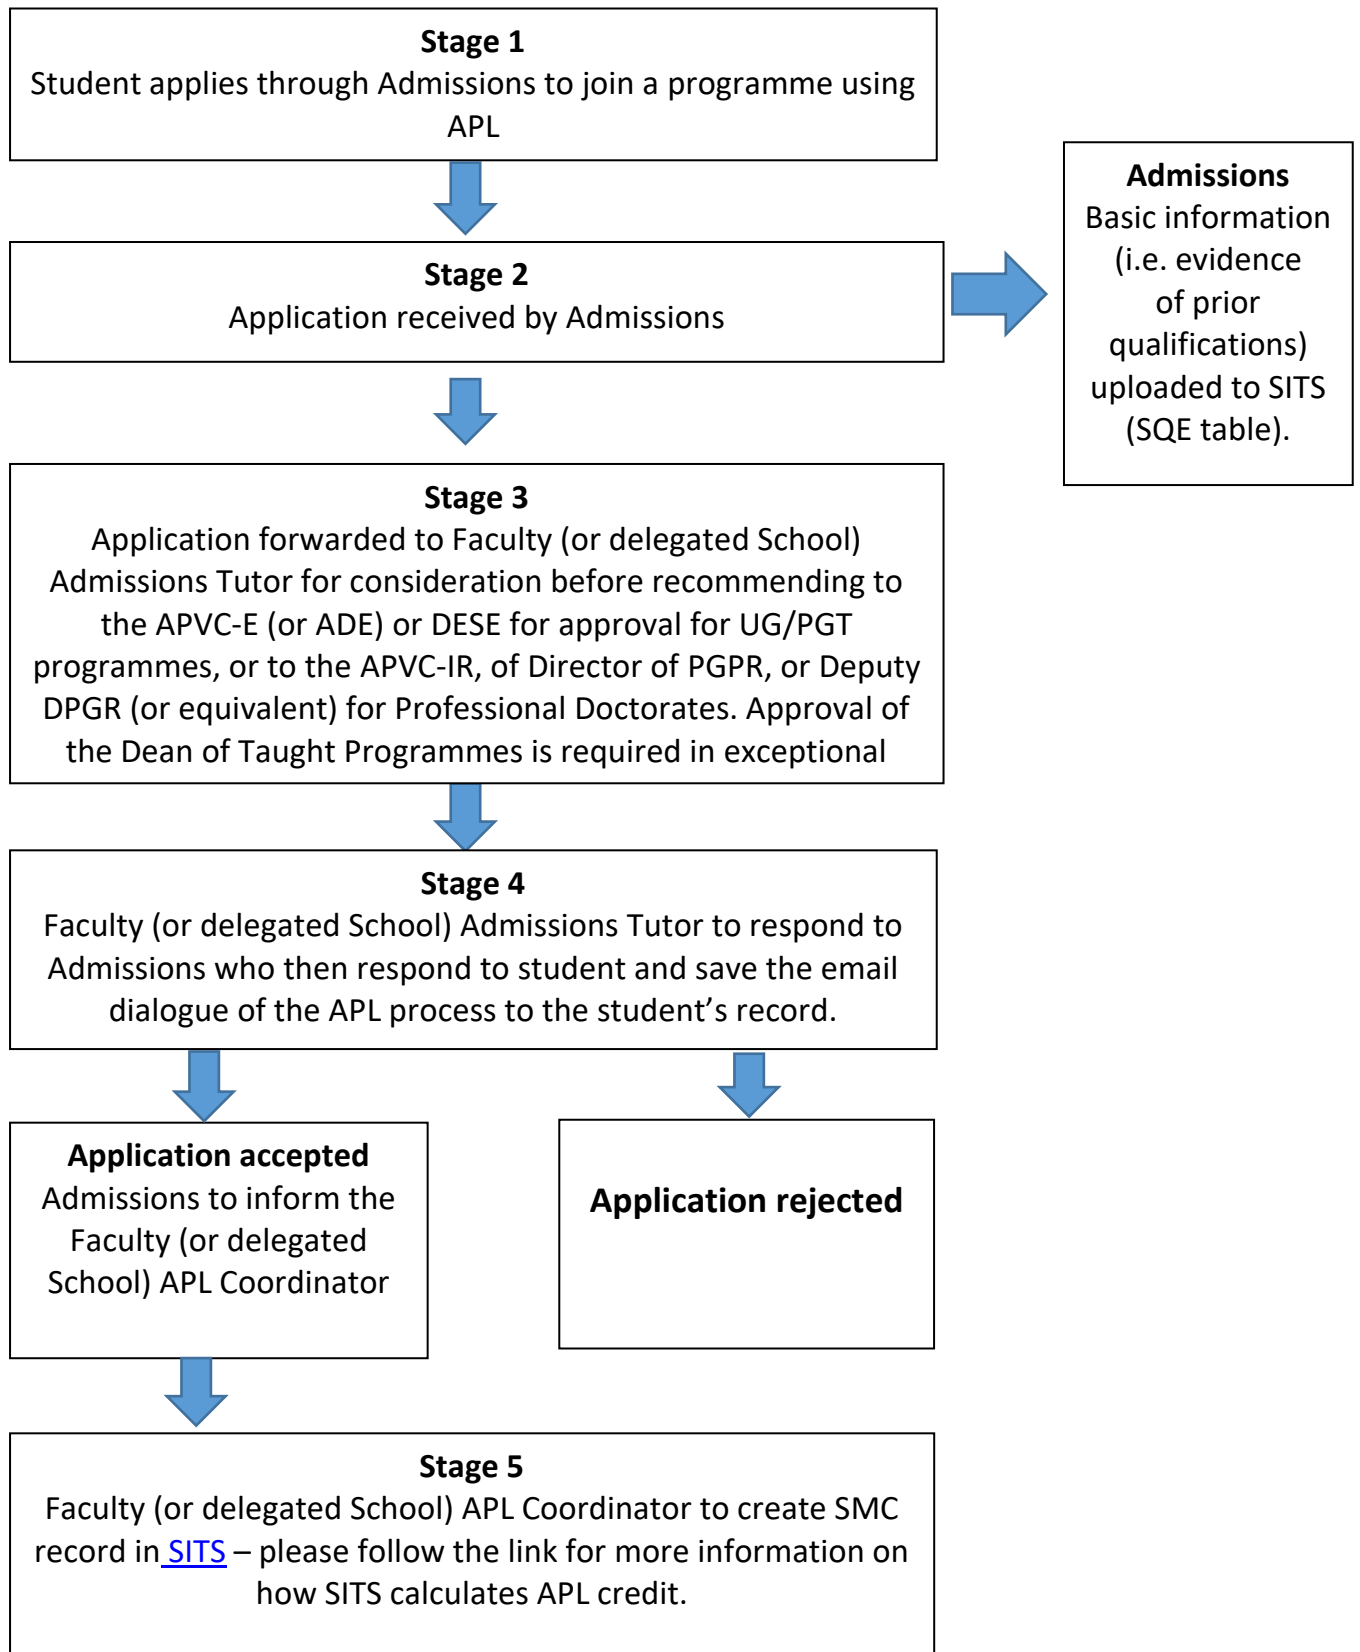 Stage 1
Student applies through Admissions to join a programme using
APL
Stage 2
Application received by Admissions
Admissions
Basic information
(i.e. evidence
of prior
qualifications)
uploaded to SITS
(SQE table).
Stage 3
Application forwarded to Faculty (or delegated School)
Admissions Tutor for consideration before recommending to
the APVC-E (or ADE) or DESE for approval for UG/PGT
programmes, or to the APVC-IR, of Director of PGPR, or Deputy
DPGR (or equivalent) for Professional Doctorates. Approval of
the Dean of Taught Programmes is required in exceptional
Stage 4
Faculty (or delegated School) Admissions Tutor to respond to
Admissions who then respond to student and save the email
dialogue of the APL process to the student’s record.
Application accepted
Admissions to inform the
Faculty (or delegated
School) APL Coordinator
Application rejected
Stage 5
Faculty (or delegated School) APL Coordinator to create SMC
record in SITS – please follow the link for more information on
how SITS calculates APL credit.